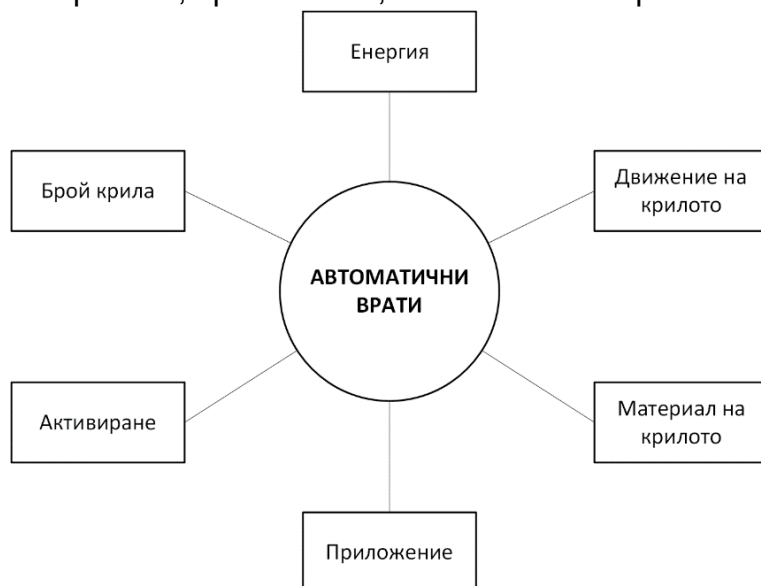 Енергия
Брой крила
Движение на
крилото
АВТОМАТИЧНИ
ВРАТИ
Активиране
Материал на
крилото
Приложение